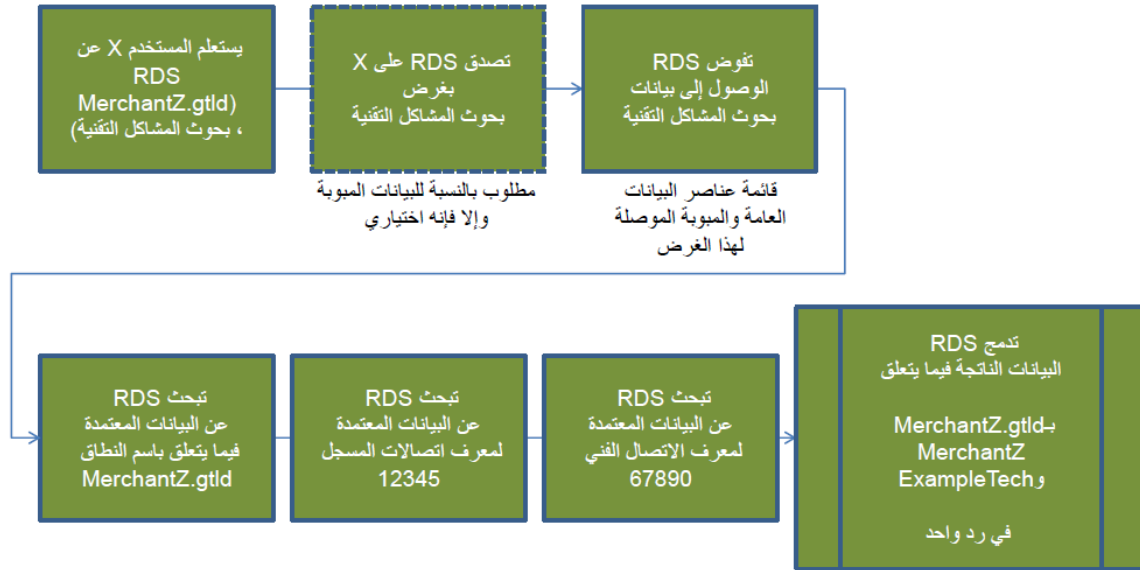 يستعلم المستخدم X عن
RDS
MerchantZ.gtld)
، بحوث المشاكل التقنية)
تصدق RDS على X
بغرض
بحوث المشاكل التقنية
مطلوب بالنسبة للبيانات المبوبة
وإلا فإنه اختياري
تفوض RDS
الوصول إلى بيانات
بحوث المشاكل التقنية
قائمة عناصر البيانات
العامة والمبوبة الموصلة
لهذا الغرض
تبحث RDS
عن البيانات المعتمدة
فيما يتعلق باسم النطاق
MerchantZ.gtld
تبحث RDS
عن البيانات المعتمدة
لمعرف اتصالات المسجل
12345
تبحث RDS
عن البيانات المعتمدة
لمعرف الاتصال الفني
67890
تدمج RDS
البيانات الناتجة فيما يتعلق
بـMerchantZ.gtld
MerchantZ
وExampleTech
في رد واحد